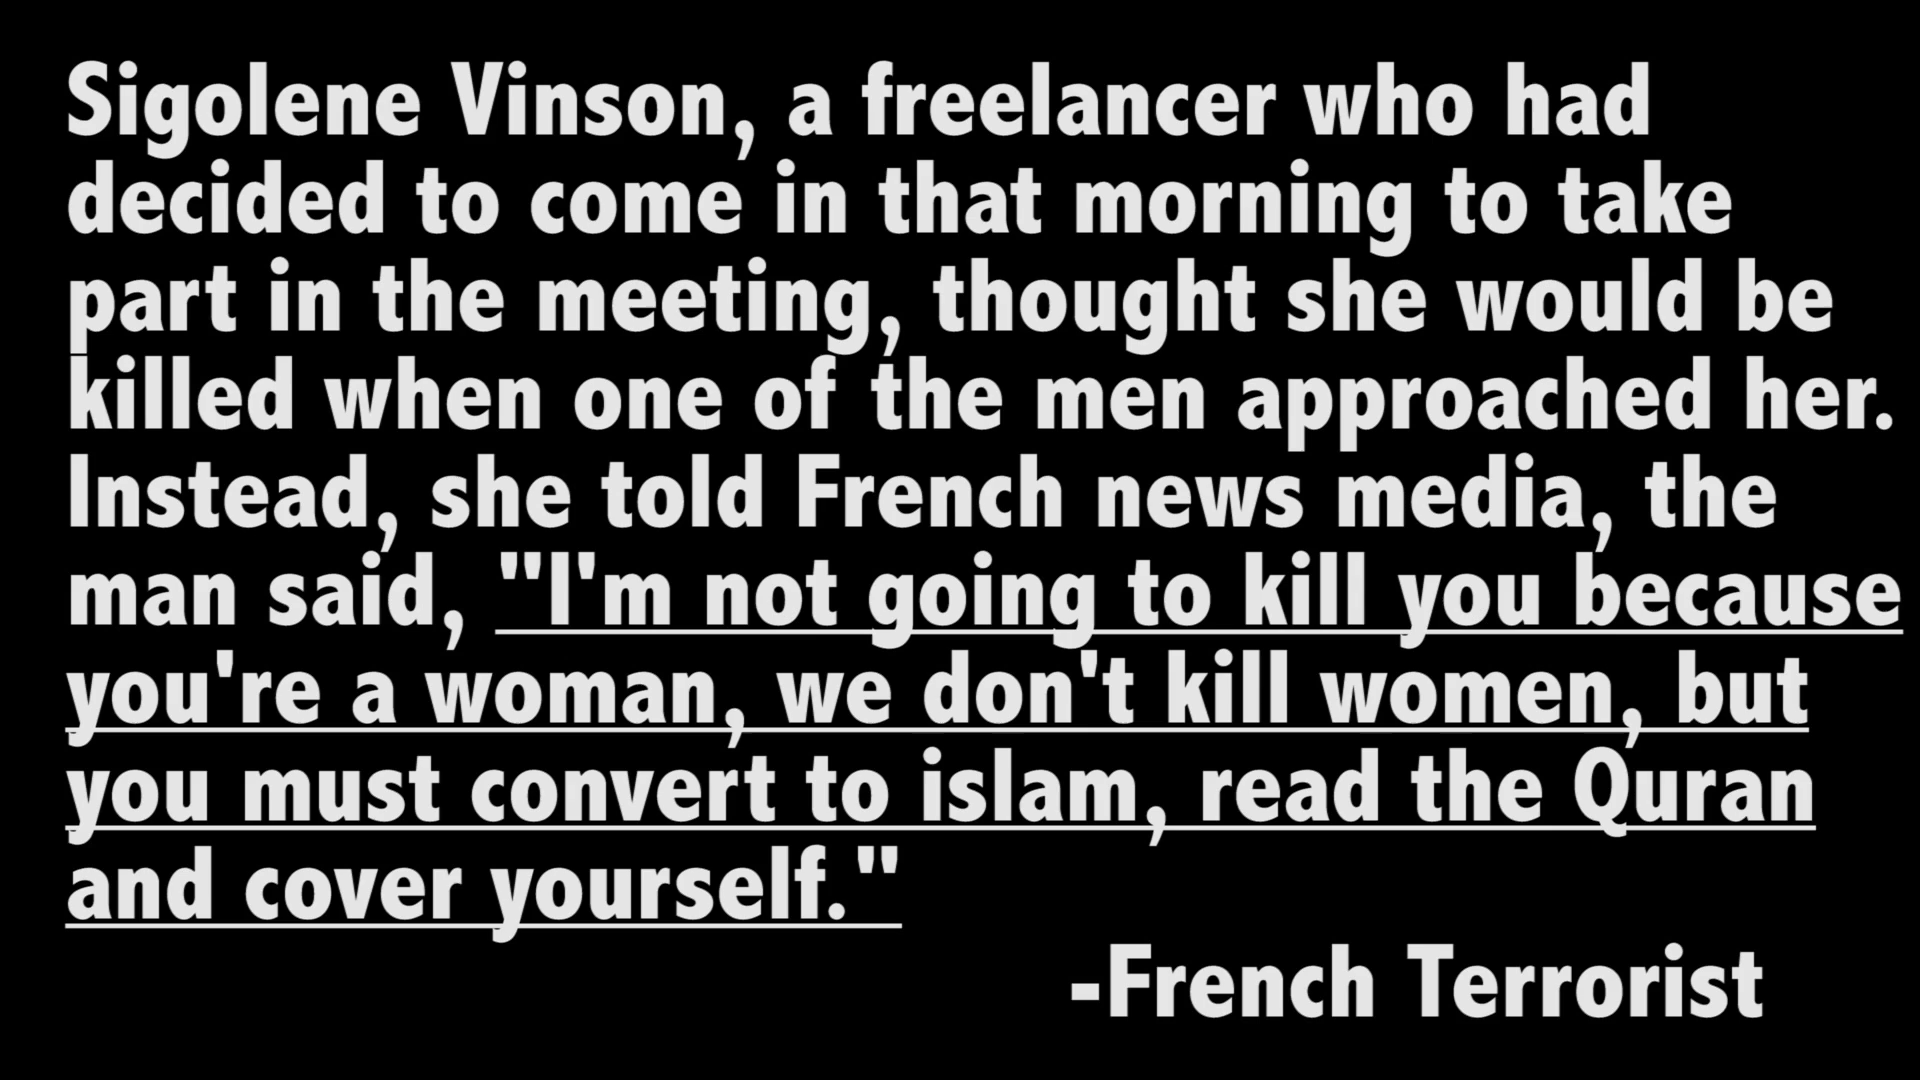 Sigolene Vinson, a freelancer who had
decided to come in that morning to take
part in the meeting, thought she would be
killed when one of the men approached her.
Instead, she told French news media, the
man said, "I'm not going to kill you because
you're a woman, we don't kill women, but
you must convert to islam, read the Quran
and cover yourself."
-French Terrorist